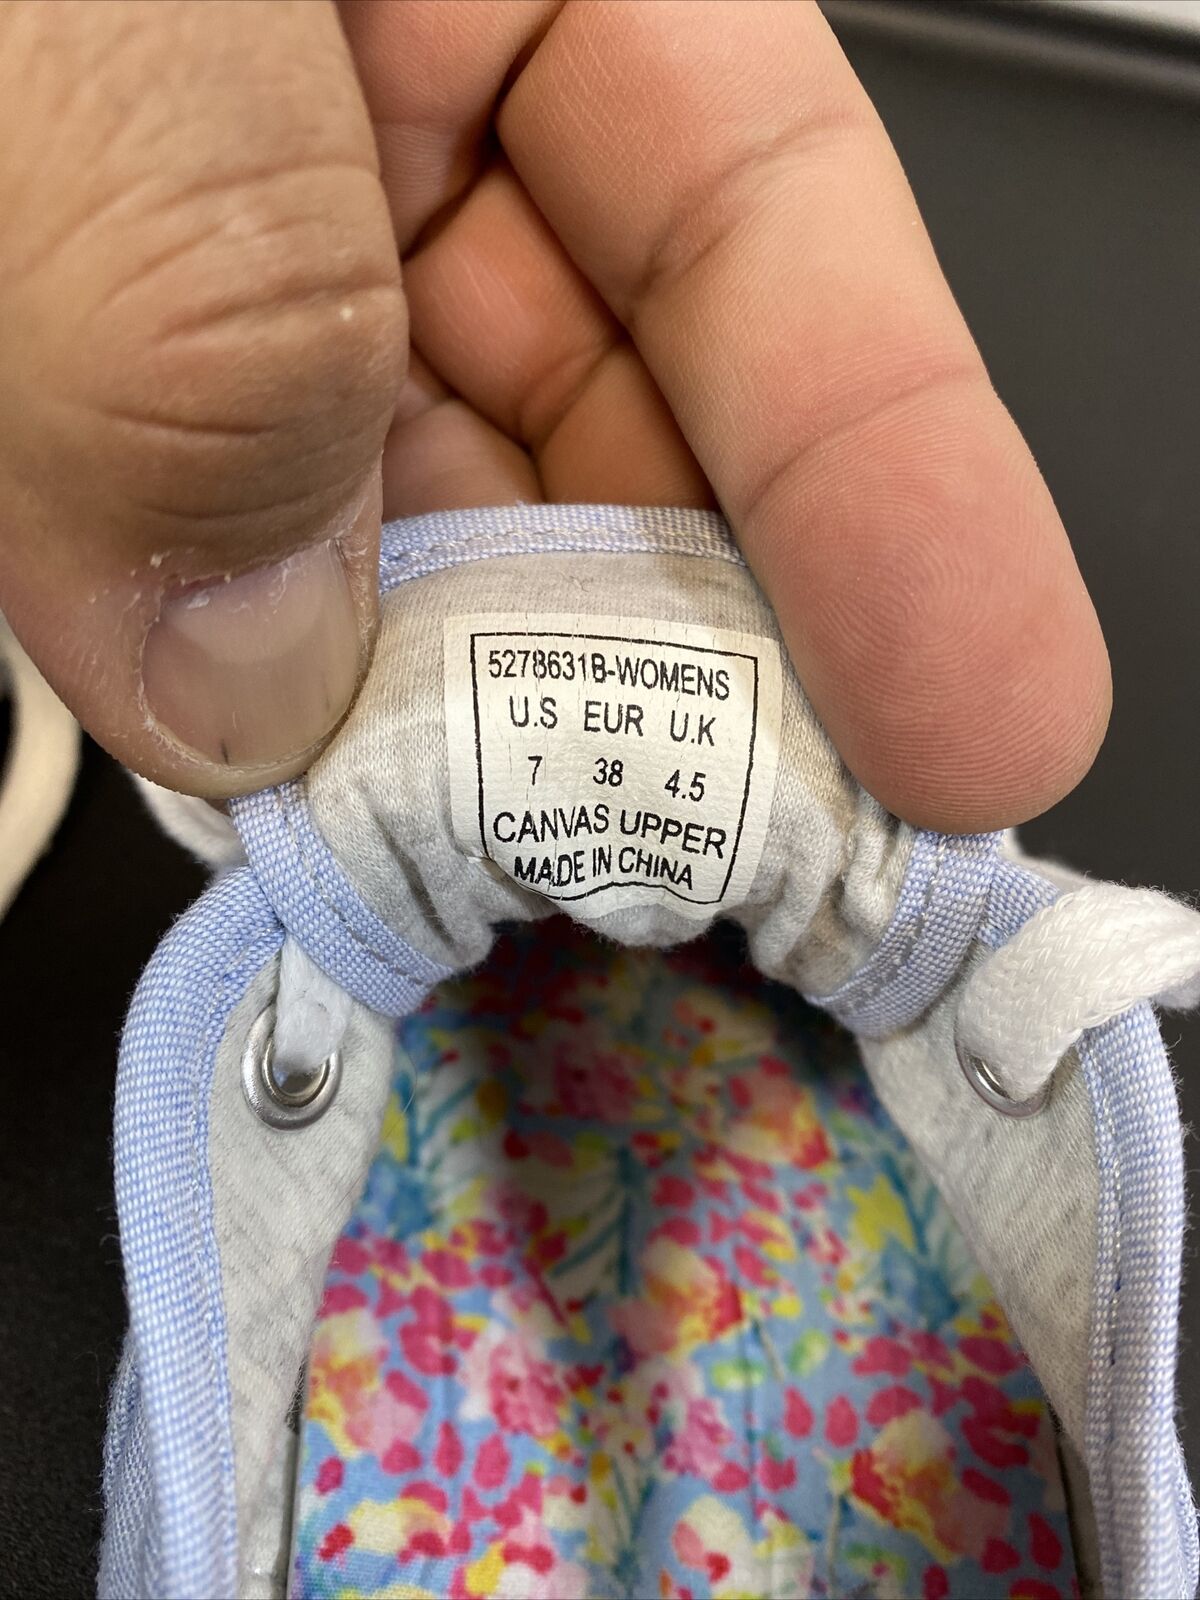 5278631B-WOMENS
U.S EUR U.K
7 38 4.5
CANVAS UPPER
MADE IN CHINA